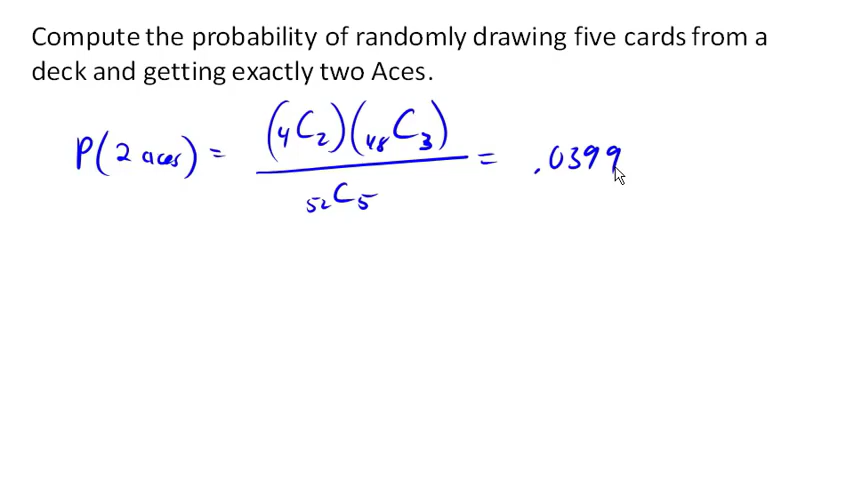 Compute the probability of randomly drawing five cards from a
deck and getting exactly two Aces.
P(2 aces) = (₄C₂)(₄₈C₃) / ₅₂C₅ = .0399